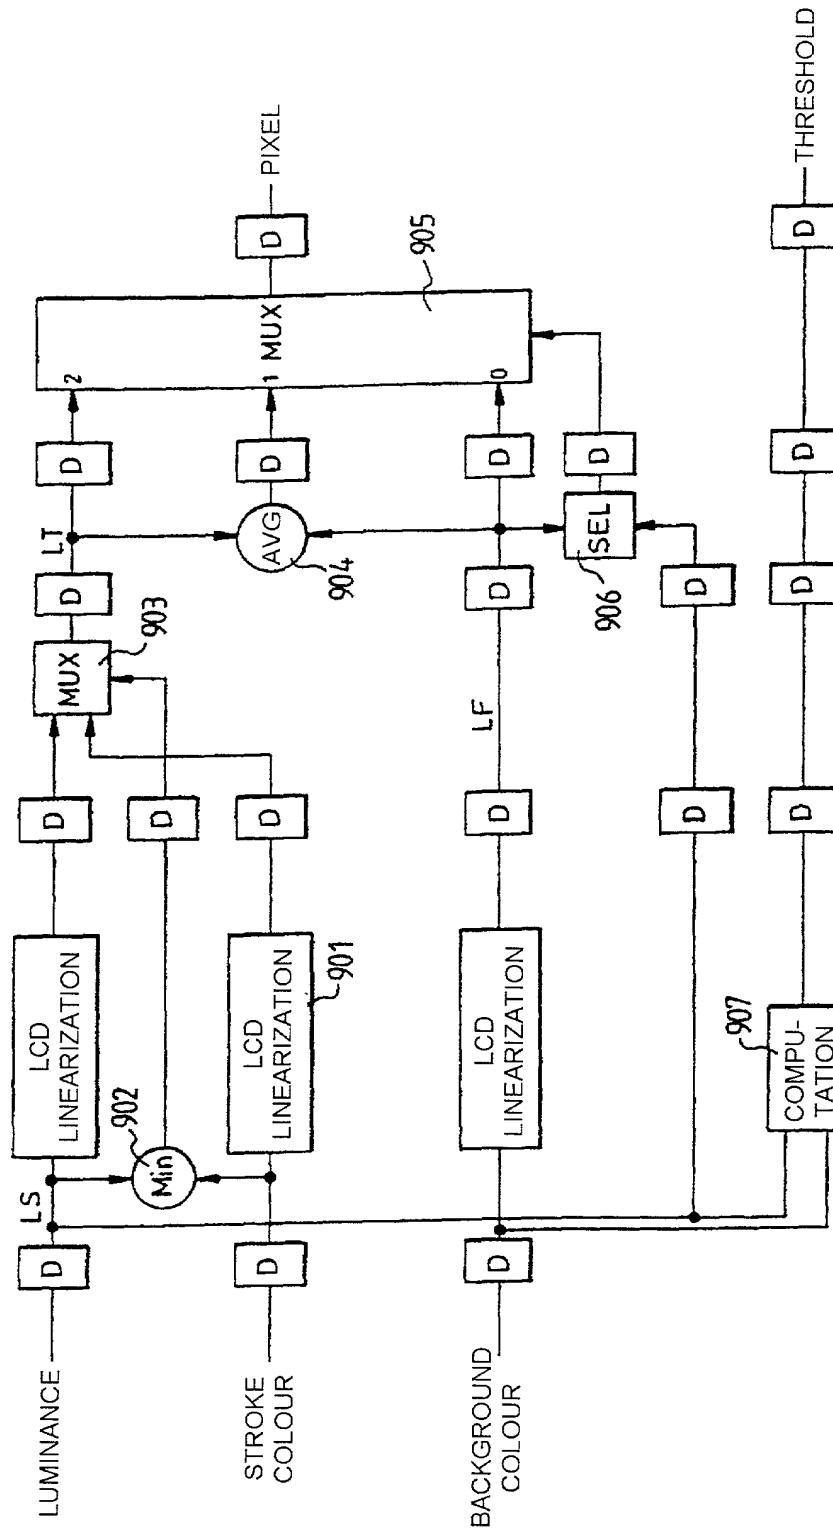 LUMINANCE
D
LS
LCD
LINEARIZATION
D
MUX
903
D
LT
D
2
902
Min
D
STROKE
COLOUR
D
LCD
LINEARIZATION
901
D
AVG
904
D
1
MUX
905
D
PIXEL
BACKGROUND
COLOUR
D
LCD
LINEARIZATION
D
LF
D
D
0
SEL
906
D
D
D
907
COMPU-
TATION
D
D
D
D
THRESHOLD